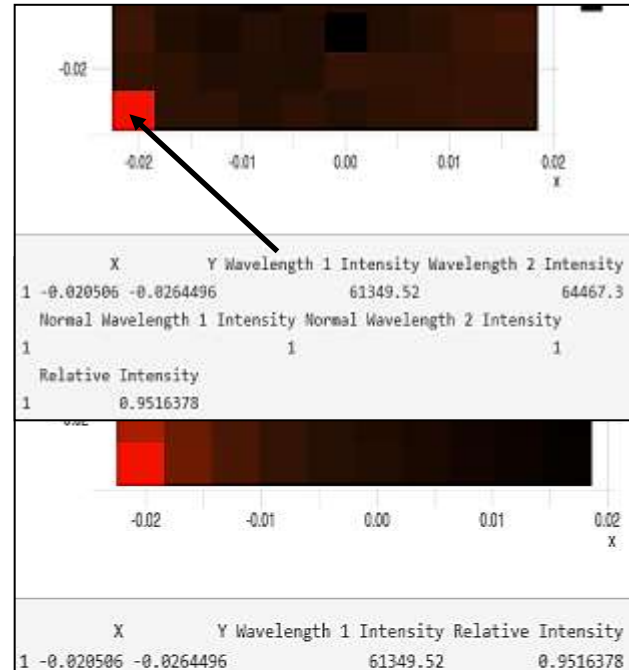 -0.02
-0.02 -0.01 0.00 0.01 0.02
X
X Y Wavelength 1 Intensity Wavelength 2 Intensity
1 -0.020506 -0.0264496 61349.52 64467.3
Normal Wavelength 1 Intensity Normal Wavelength 2 Intensity
1 1 1
Relative Intensity
1 0.9516378
-0.02 -0.01 0.00 0.01 0.02
X
X Y Wavelength 1 Intensity Relative Intensity
1 -0.020506 -0.0264496 61349.52 0.9516378